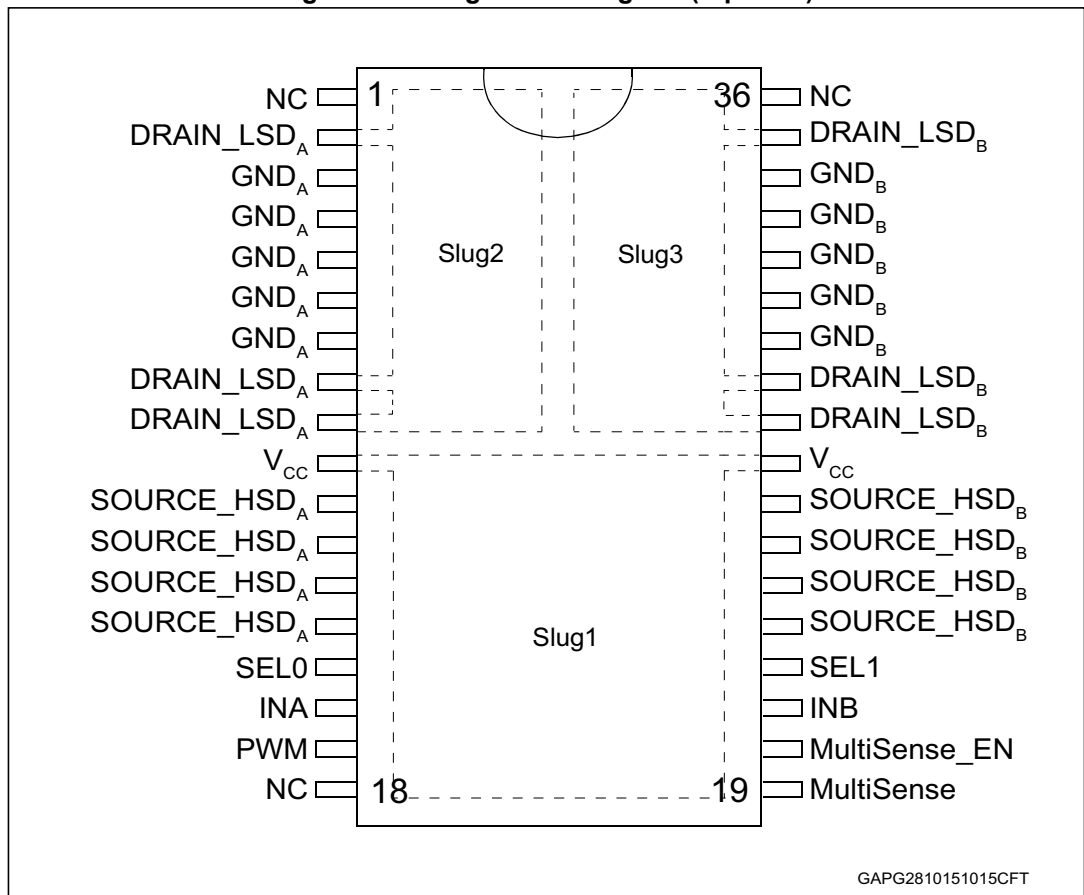 NC 1 36 NC
DRAIN_LSDA DRAIN_LSDB
GNDA GNDB
GNDA GNDB
GNDA Slug2 Slug3 GNDB
GNDA GNDB
GNDA GNDB
DRAIN_LSDA DRAIN_LSDB
DRAIN_LSDA DRAIN_LSDB
VCC VCC
SOURCE_HSDA SOURCE_HSDB
SOURCE_HSDA SOURCE_HSDB
SOURCE_HSDA SOURCE_HSDB
SOURCE_HSDA Slug1 SOURCE_HSDB
SEL0 SEL1
INA INB
PWM MultiSense_EN
NC 18 19 MultiSense
GAPG2810151015CFT